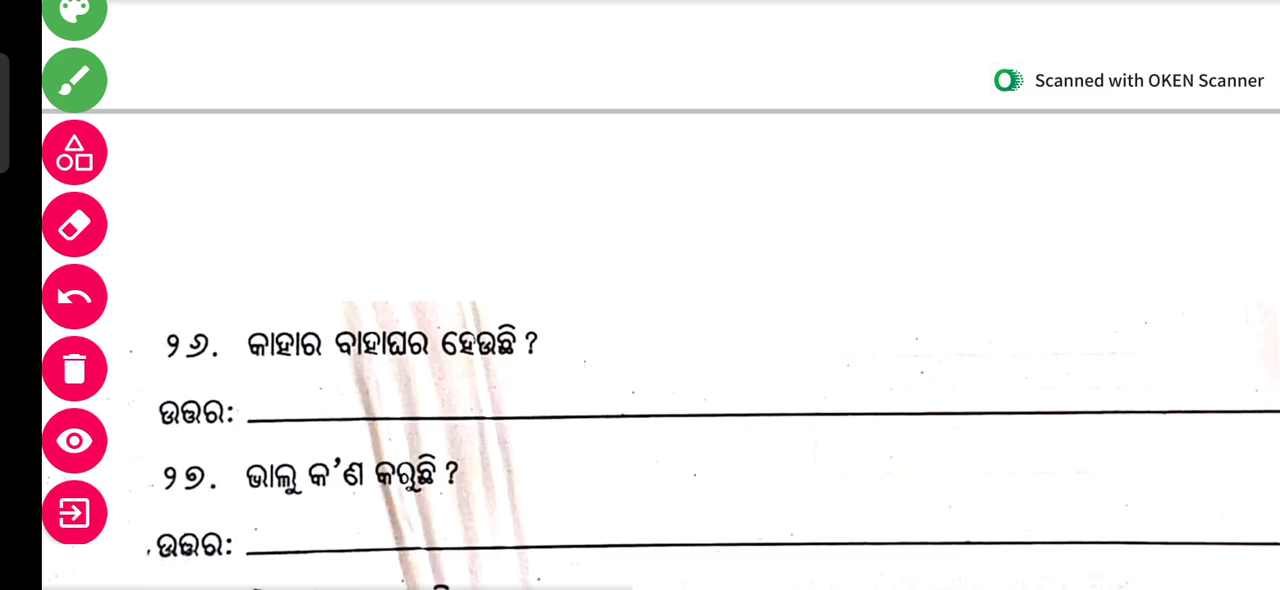 Scanned with OKEN Scanner
୨୬. କାହାର ବାହାଘର ହେଉଛି ?
ଉତ୍ତର:
୨୭. ଭାଲୁ କ'ଣ କରୁଛି ?
ଉତ୍ତର: